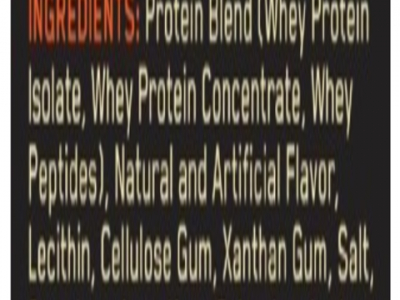 INGREDIENTS: Protein Blend (Whey Protein
Isolate, Whey Protein Concentrate, Whey
Peptides), Natural and Artificial Flavor,
Lecithin, Cellulose Gum, Xanthan Gum, Salt,